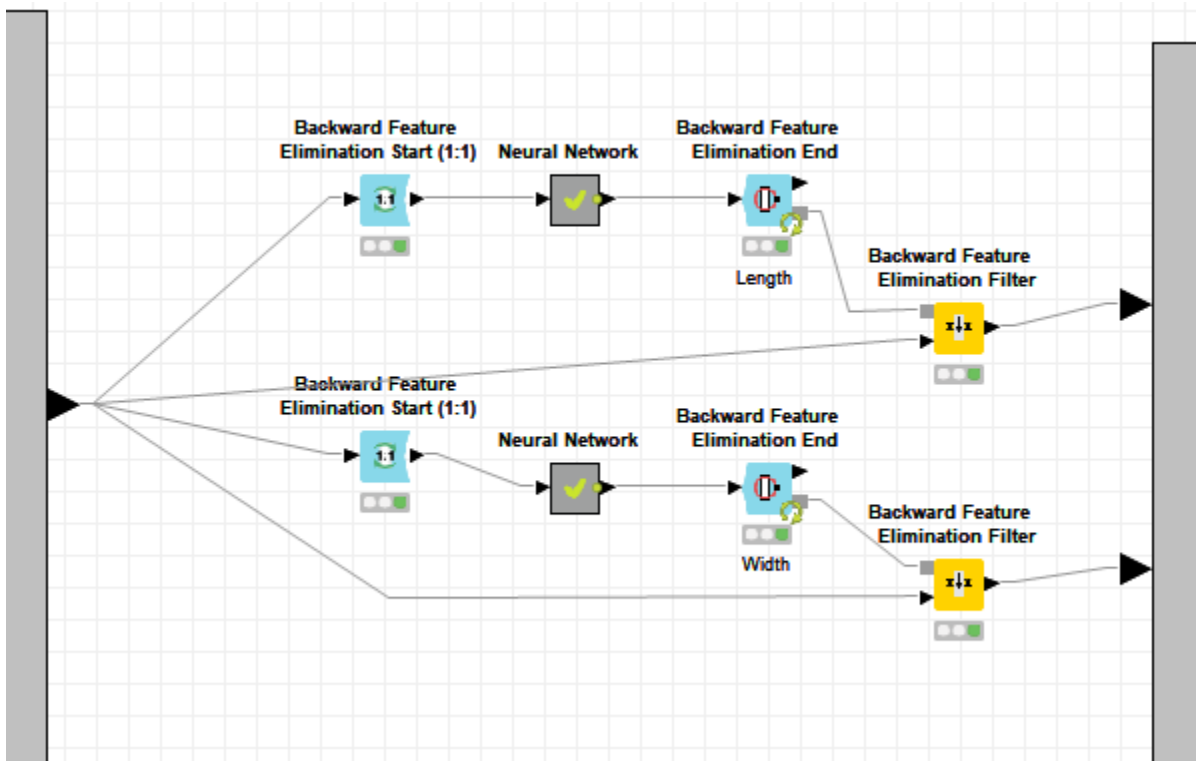 Backward Feature
Elimination Start (1:1)
Neural Network
Backward Feature
Elimination End
Length
Backward Feature
Elimination Filter
Backward Feature
Elimination Start (1:1)
Neural Network
Backward Feature
Elimination End
Width
Backward Feature
Elimination Filter